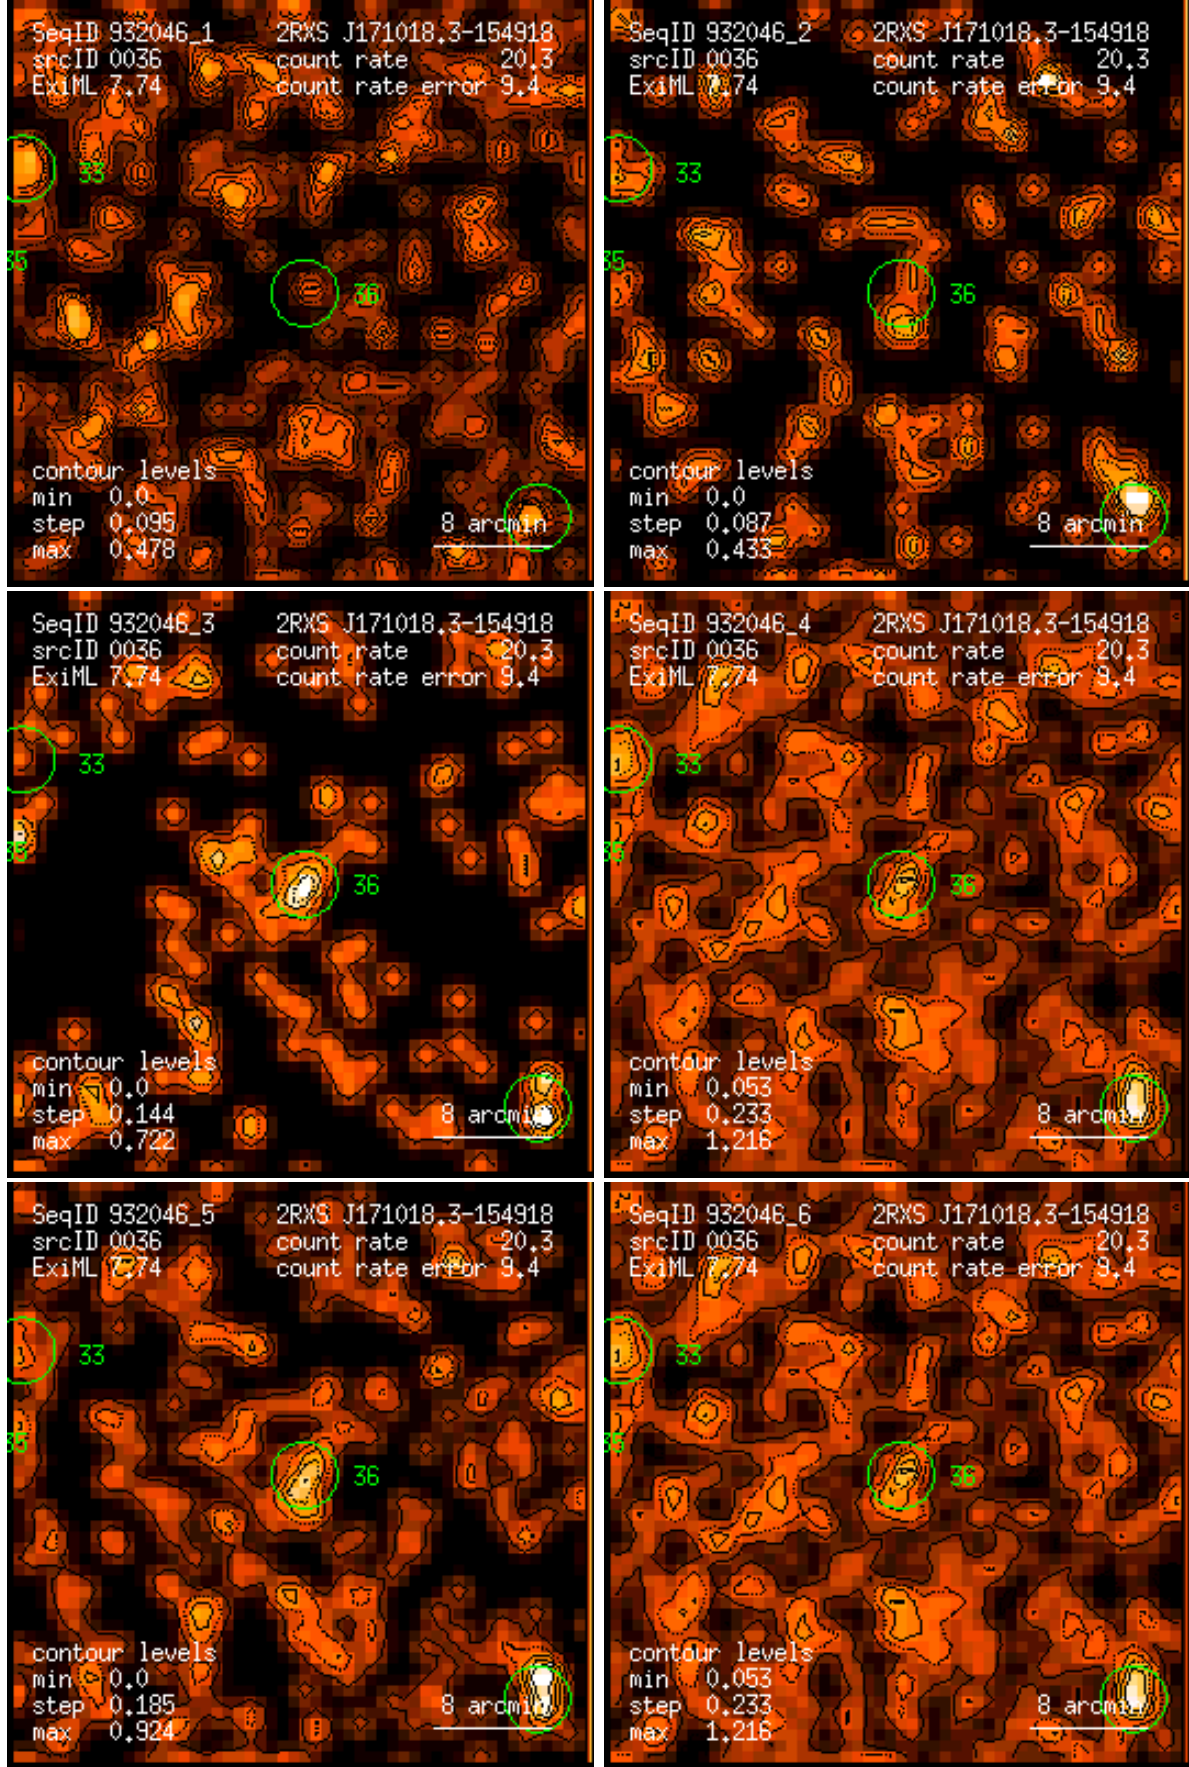 SeqID 932046_1 2RXS J171018.3-154918
srcID 0036 count rate 20.3
ExiML 7.74 count rate error 9.4
33
35
36
contour levels
min 0.0
step 0.095
max 0.478
8 arcmin
SeqID 932046_2 2RXS J171018.3-154918
srcID 0036 count rate 20.3
ExiML 7.74 count rate error 9.4
33
35
36
contour levels
min 0.0
step 0.087
max 0.433
8 arcmin
SeqID 932046_3 2RXS J171018.3-154918
srcID 0036 count rate 20.3
ExiML 7.74 count rate error 9.4
33
35
36
contour levels
min 0.0
step 0.144
max 0.722
8 arcmin
SeqID 932046_4 2RXS J171018.3-154918
srcID 0036 count rate 20.3
ExiML 7.74 count rate error 9.4
33
35
36
contour levels
min 0.053
step 0.233
max 1.216
8 arcmin
SeqID 932046_5 2RXS J171018.3-154918
srcID 0036 count rate 20.3
ExiML 7.74 count rate error 9.4
33
35
36
contour levels
min 0.0
step 0.185
max 0.924
8 arcmin
SeqID 932046_6 2RXS J171018.3-154918
srcID 0036 count rate 20.3
ExiML 7.74 count rate error 9.4
33
35
36
contour levels
min 0.053
step 0.233
max 1.216
8 arcmin